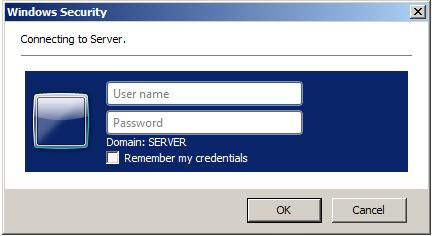 Windows Security
Connecting to Server.
User name
Password
Domain: SERVER
Remember my credentials
OK
Cancel